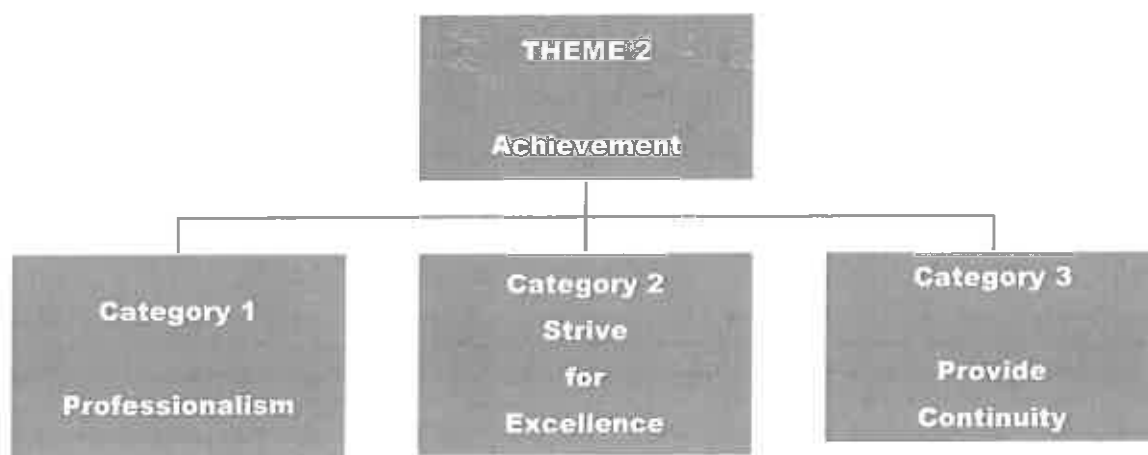 THEME 2
Achievement
Category 1
Professionalism
Category 2
Strive
for
Excellence
Category 3
Provide
Continuity